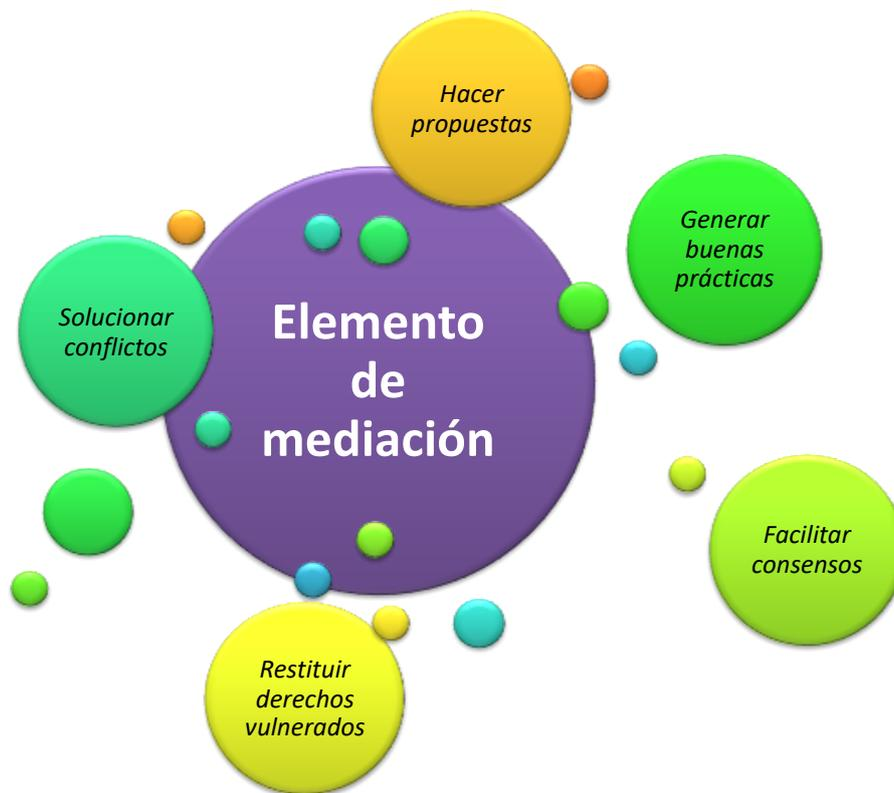 Hacer
propuestas
Generar
buenas
prácticas
Solucionar
conflictos
Elemento
de
mediación
Facilitar
consensos
Restituir
derechos
vulnerados